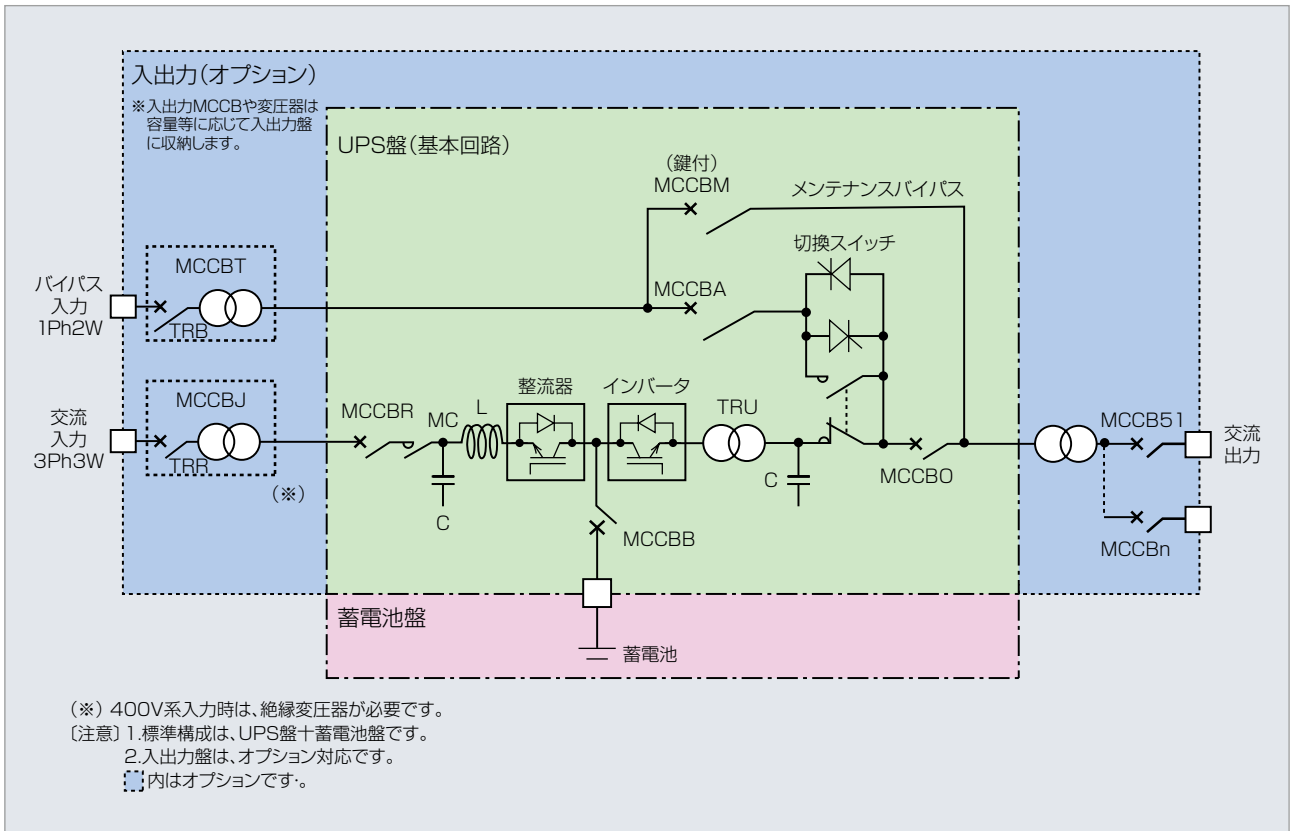 入出力(オプション)
※入出力MCCBや変圧器は
容量等に応じて入出力盤
に収納します。
UPS盤(基本回路)
(鍵付)
MCCBM
メンテナンスバイパス
切換スイッチ
MCCBT
MCCBA
バイパス
入力
1Ph2W
TRB
整流器
インバータ
MCCBJ
MCCBR
MC
L
TRU
MCCB51
交流
入力
3Ph3W
交流
出力
TRR
(※)
C
C
MCCBO
MCCBB
MCCBn
蓄電池盤
蓄電池
(※) 400V系入力時は、絶縁変圧器が必要です。
〔注意〕1.標準構成は、UPS盤＋蓄電池盤です。
2.入出力盤は、オプション対応です。
内はオプションです・。